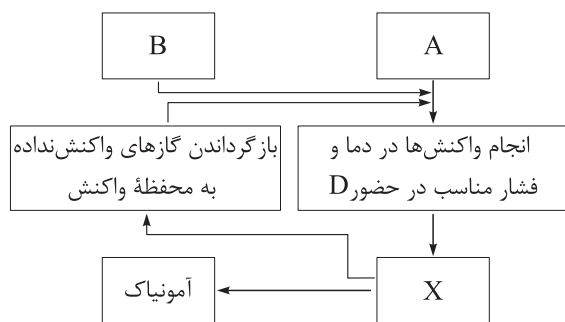 B
A
بازگرداندن گازهای واکنش‌نداده
به محفظهٔ واکنش
انجام واکنش‌ها در دما و
فشار مناسب در حضور D
آمونیاک
X